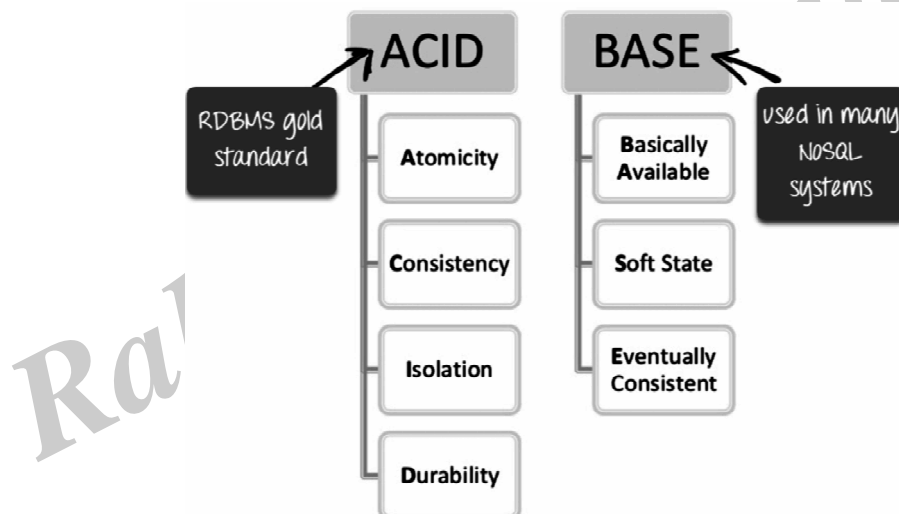 ACID
BASE
RDBMS gold
standard
used in many
NoSQL
systems
Atomicity
Consistency
Isolation
Durability
Basically
Available
Soft State
Eventually
Consistent